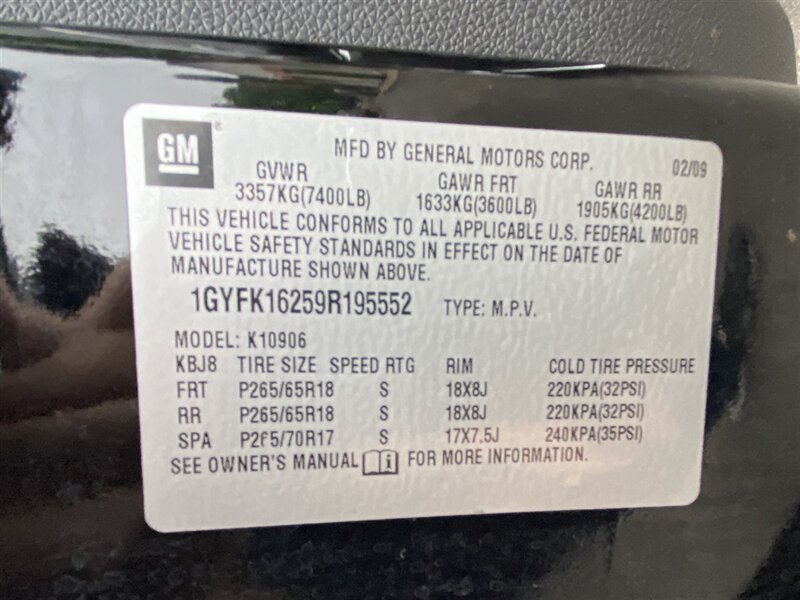 GM ®
MFD BY GENERAL MOTORS CORP. 02/09
GVWR GAWR FRT GAWR RR
3357KG(7400LB) 1633KG(3600LB) 1905KG(4200LB)
THIS VEHICLE CONFORMS TO ALL APPLICABLE U.S. FEDERAL MOTOR
VEHICLE SAFETY STANDARDS IN EFFECT ON THE DATE OF
MANUFACTURE SHOWN ABOVE.
1GYFK16259R195552 TYPE: M.P.V.
MODEL: K10906
KBJ8 TIRE SIZE SPEED RTG RIM COLD TIRE PRESSURE
FRT P265/65R18 S 18X8J 220KPA(32PSI)
RR P265/65R18 S 18X8J 220KPA(32PSI)
SPA P265/70R17 S 17X7.5J 240KPA(35PSI)
SEE OWNER'S MANUAL i FOR MORE INFORMATION.